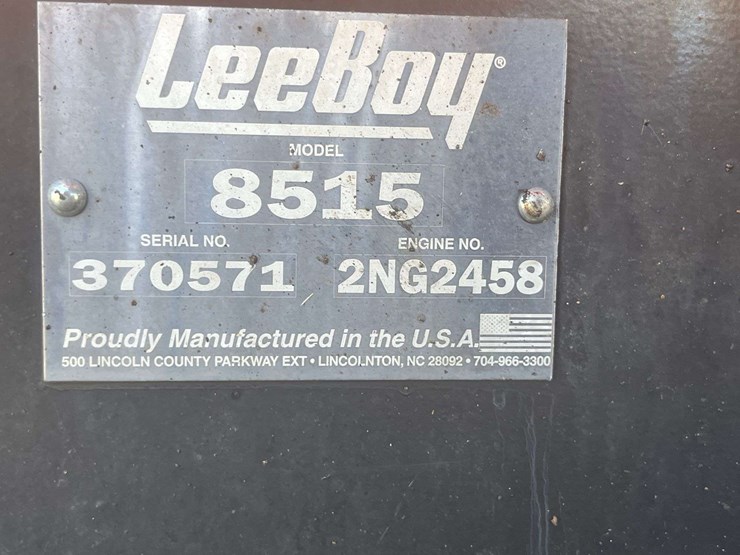 LeeBoy®
MODEL
8515
SERIAL NO. ENGINE NO.
370571 2NG2458
Proudly Manufactured in the U.S.A.
500 LINCOLN COUNTY PARKWAY EXT • LINCOLNTON, NC 28092 • 704-966-3300